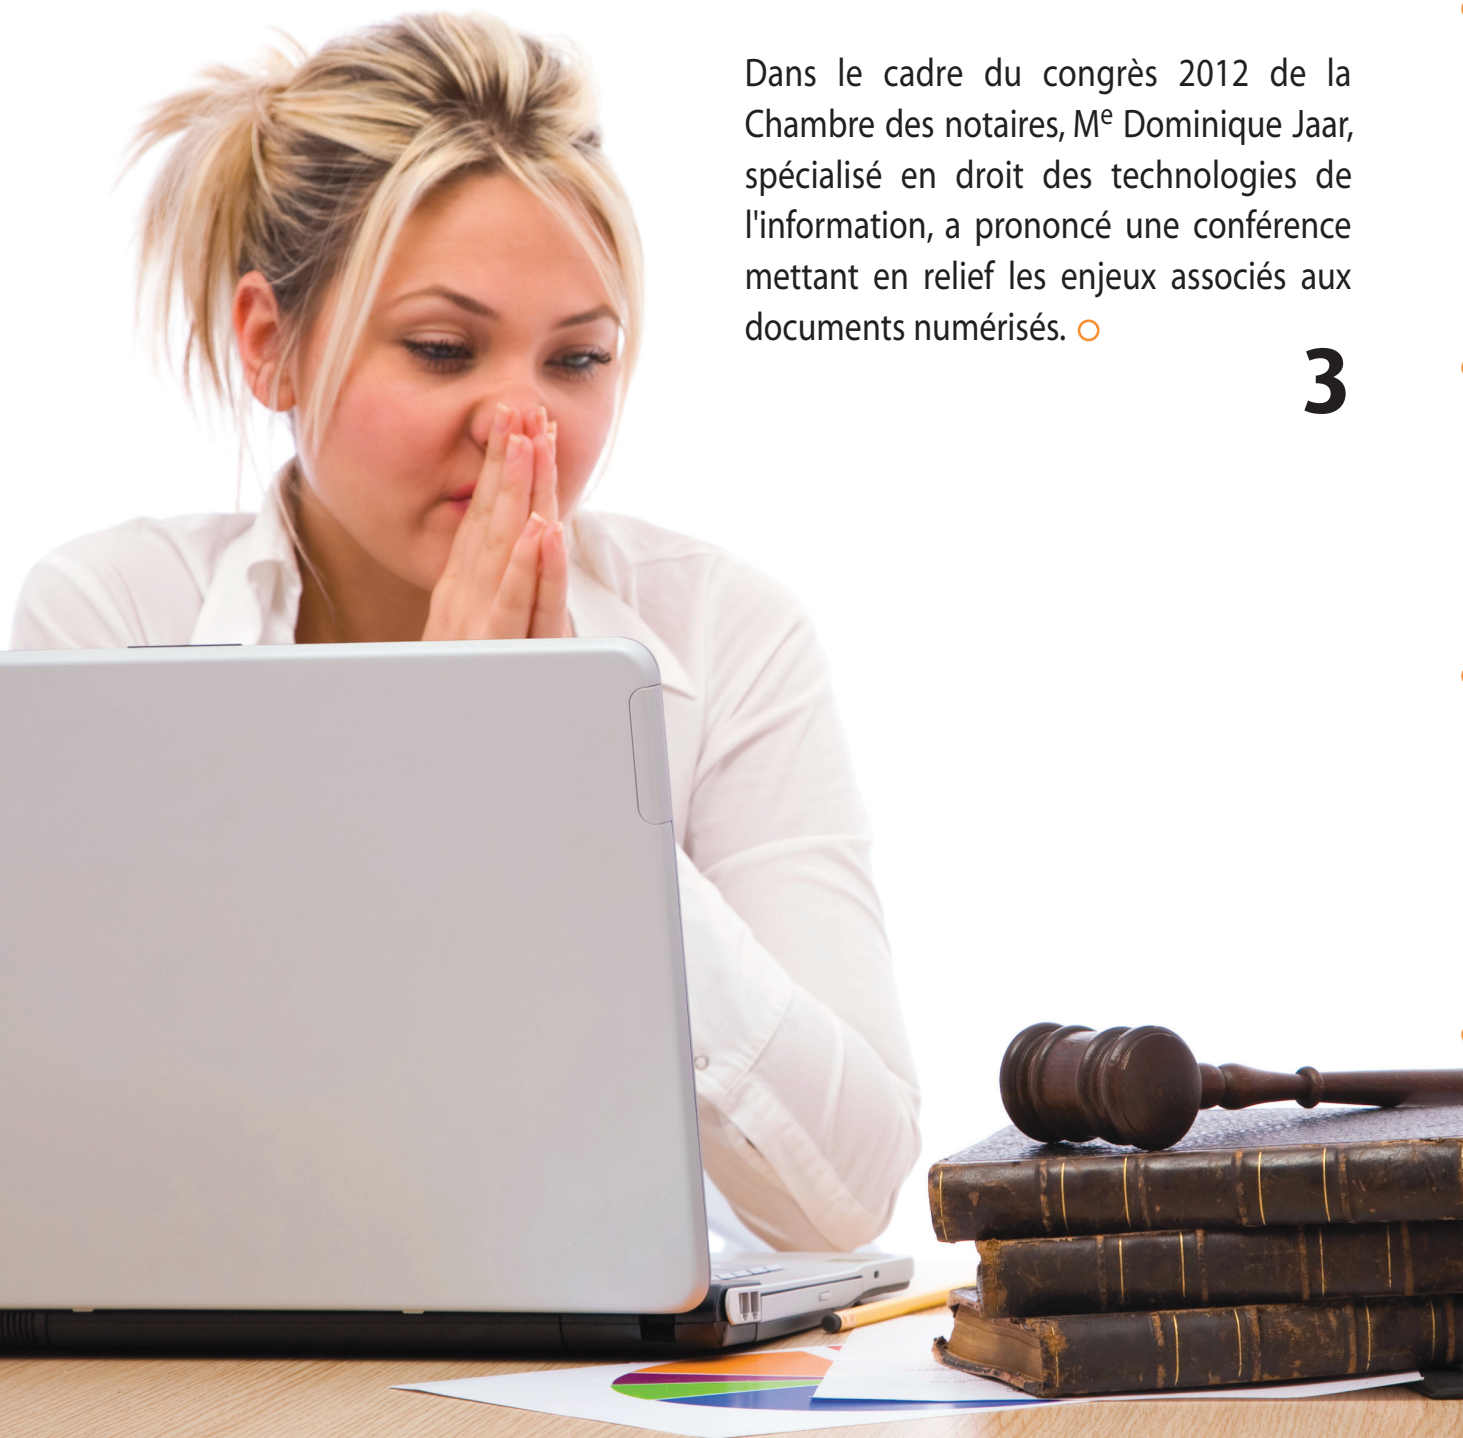 Dans le cadre du congrès 2012 de la
Chambre des notaires, Mᵉ Dominique Jaar,
spécialisé en droit des technologies de
l'information, a prononcé une conférence
mettant en relief les enjeux associés aux
documents numérisés.
3